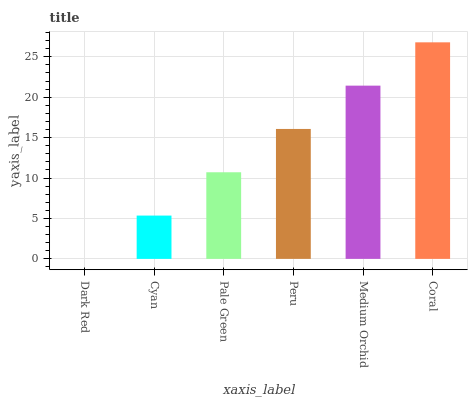 title
yaxis_label
25
20
15
10
5
0
Dark Red
Cyan
Pale Green
Peru
Medium Orchid
Coral
xaxis_label